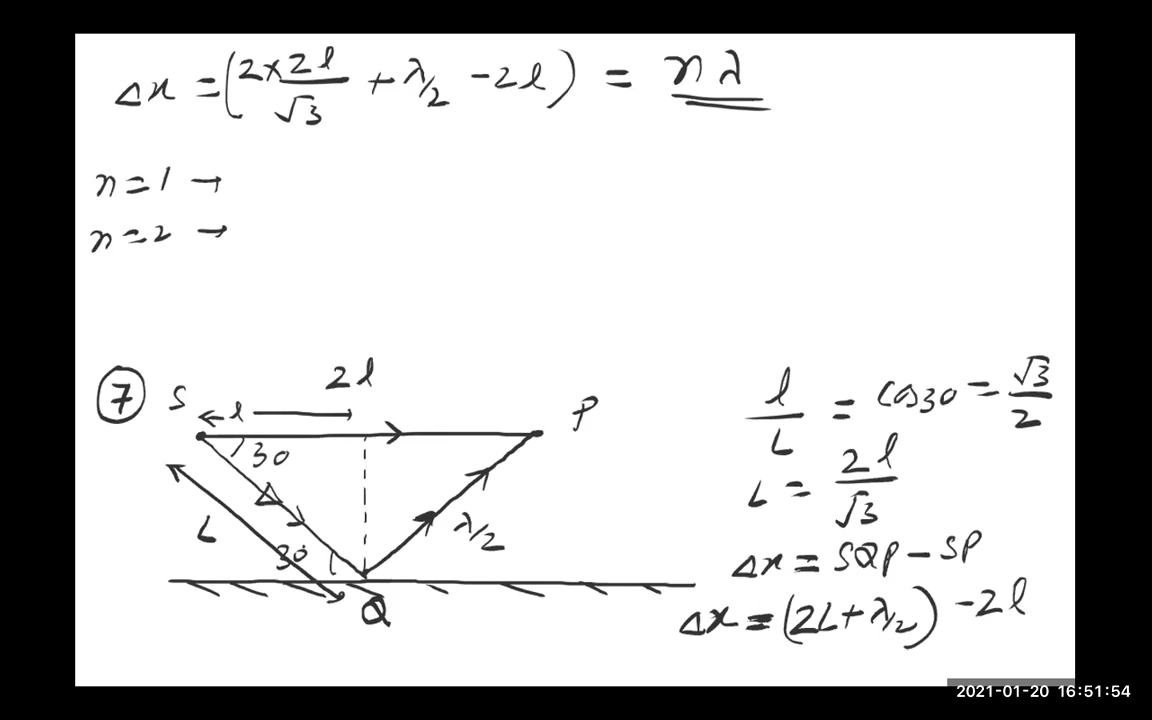 Δx = (2×2l/√3 + λ/2 - 2l) = nλ
n=1 →
n=2 →
7 S 2l P
l
30
L
30
λ/2
Q
l/L = cos30 = √3/2
L = 2l/√3
Δx = SQP - SP
Δx = (2L + λ/2) - 2l
2021-01-20 16:51:54